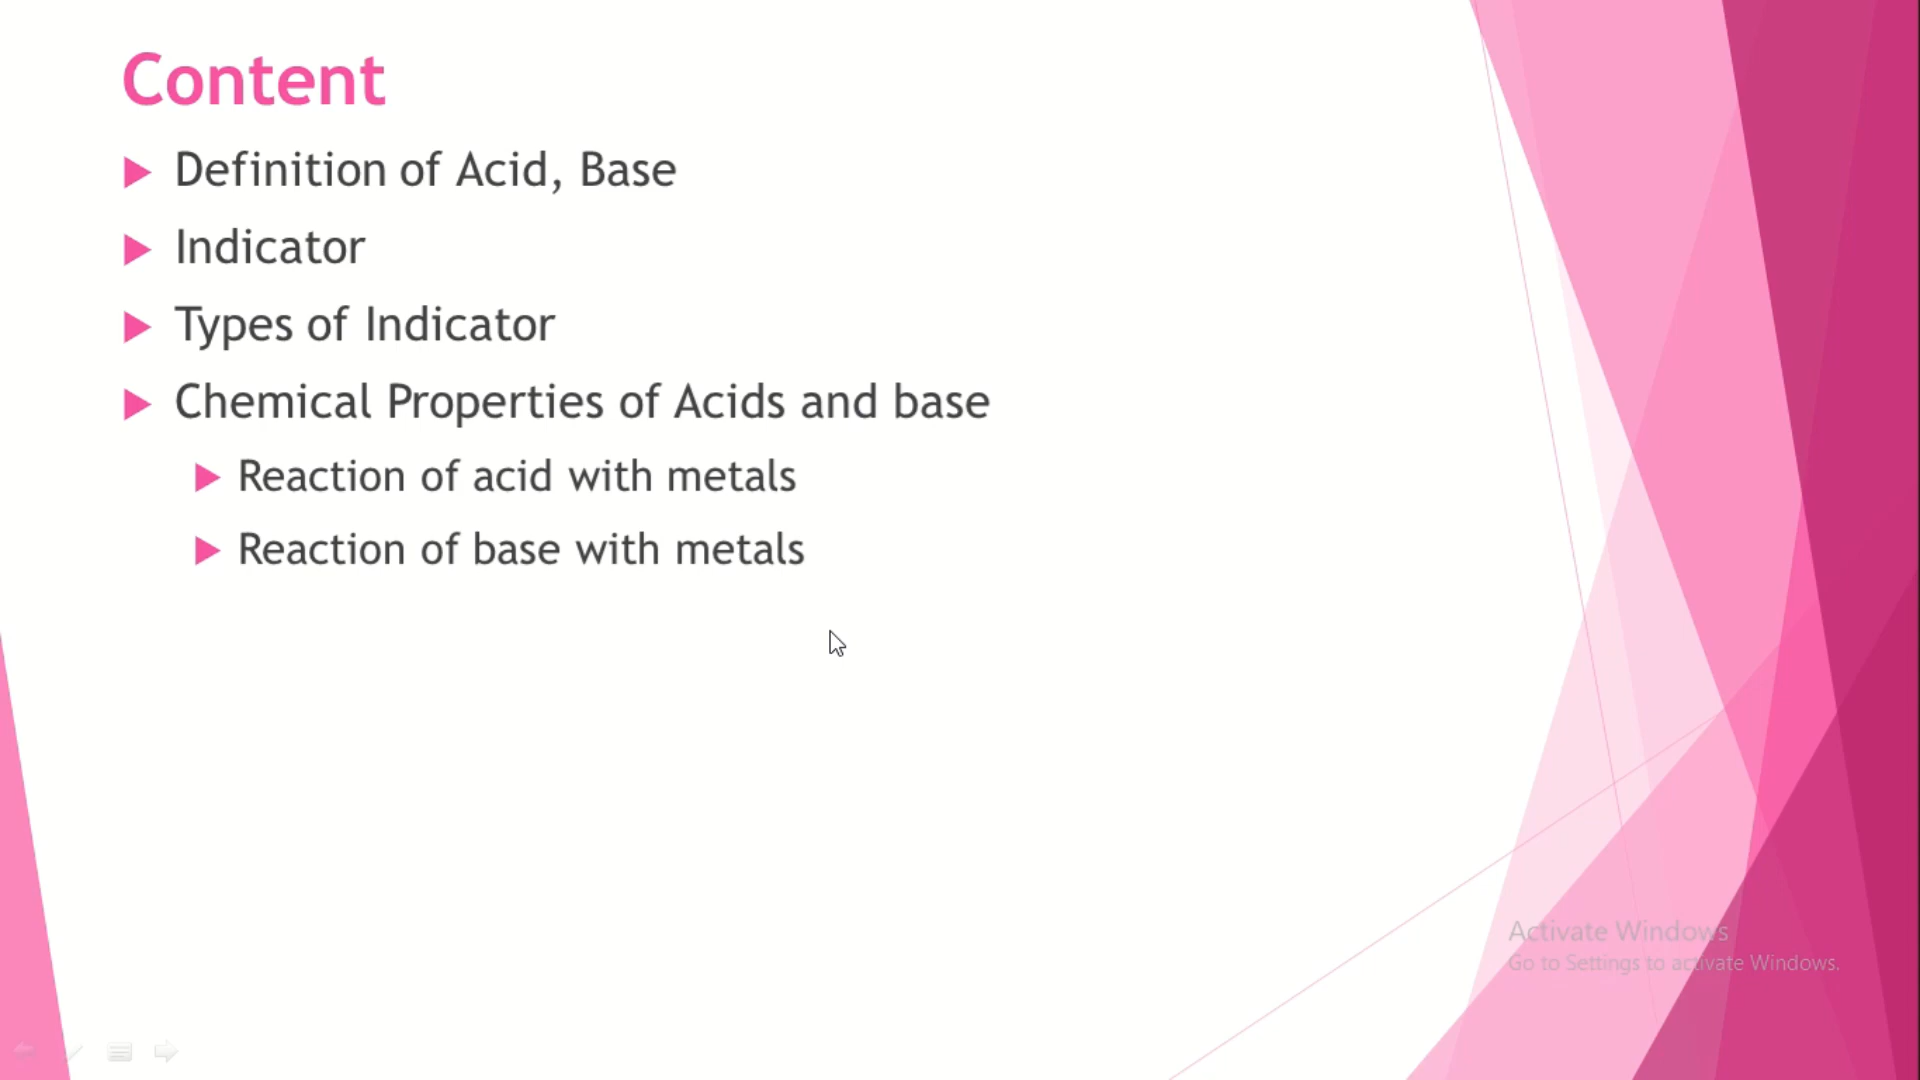 Content
Definition of Acid, Base
Indicator
Types of Indicator
Chemical Properties of Acids and base
Reaction of acid with metals
Reaction of base with metals
Activate Windows
Go to Settings to activate Windows.